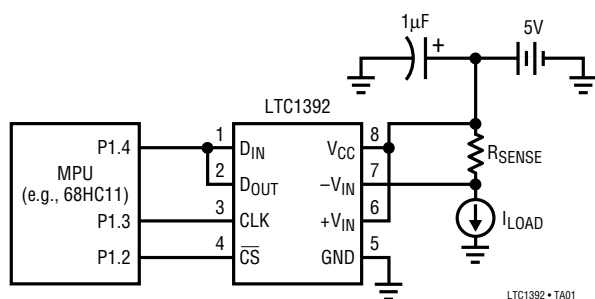 1µF
+
5V
LTC1392
MPU
(e.g., 68HC11)
P1.4
P1.3
P1.2
1
2
3
4
DIN
DOUT
CLK
CS
VCC
–VIN
+VIN
GND
8
7
6
5
RSENSE
ILOAD
LTC1392 • TA01